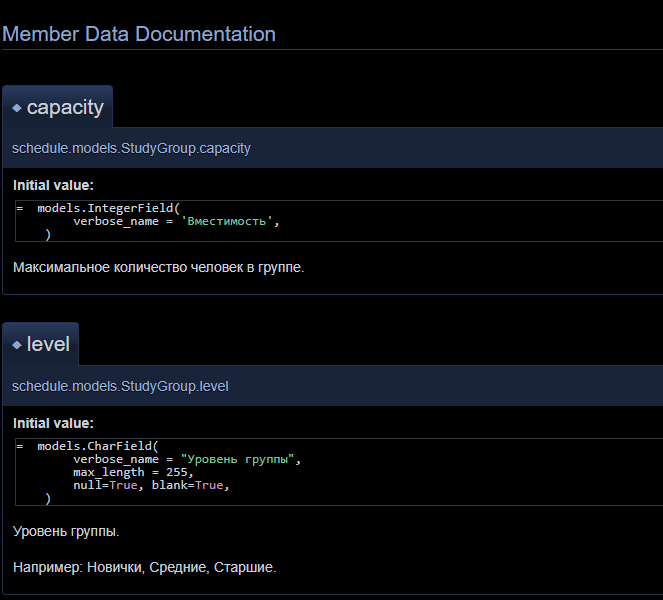 Member Data Documentation
◆ capacity
schedule.models.StudyGroup.capacity
Initial value:
= models.IntegerField(
verbose_name = 'Вместимость',
)
Максимальное количество человек в группе.
◆ level
schedule.models.StudyGroup.level
Initial value:
= models.CharField(
verbose_name = "Уровень группы",
max_length = 255,
null=True, blank=True,
)
Уровень группы.
Например: Новички, Средние, Старшие.